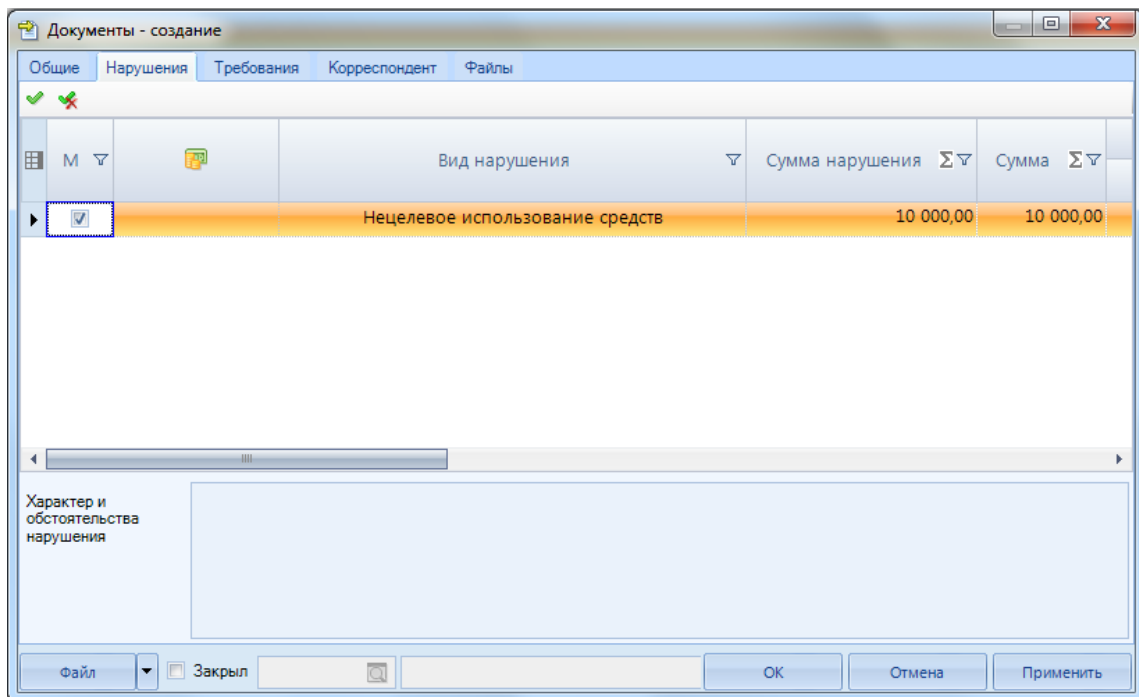 Документы - создание
Общие Нарушения Требования Корреспондент Файлы
М Вид нарушения Сумма нарушения Σ Сумма Σ
Нецелевое использование средств 10 000,00 10 000,00
Характер и
обстоятельства
нарушения
Файл Закрыл ОК Отмена Применить